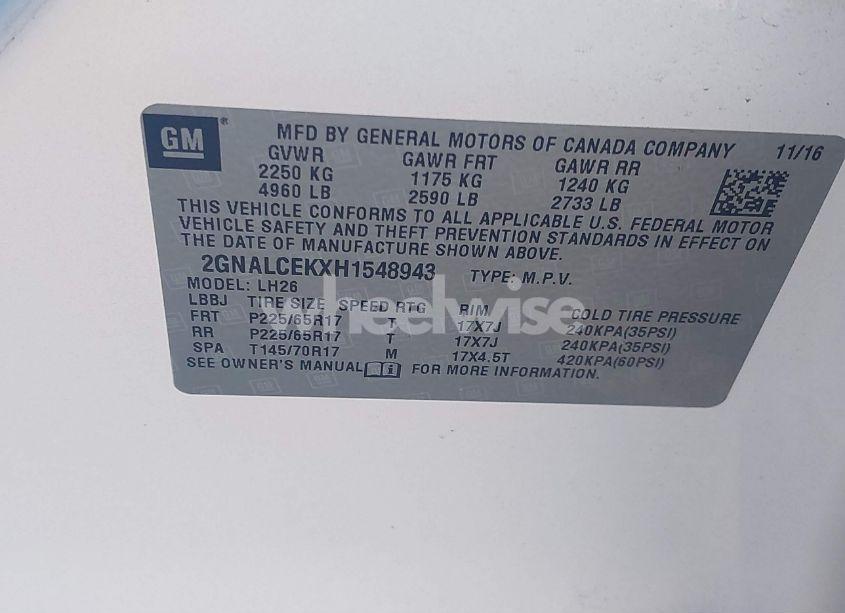 GM ®
MFD BY GENERAL MOTORS OF CANADA COMPANY 11/16
GVWR GAWR FRT GAWR RR
2250 KG 1175 KG 1240 KG
4960 LB 2590 LB 2733 LB
THIS VEHICLE CONFORMS TO ALL APPLICABLE U.S. FEDERAL MOTOR
VEHICLE SAFETY AND THEFT PREVENTION STANDARDS IN EFFECT ON
THE DATE OF MANUFACTURE SHOWN ABOVE.
2GNALCEKXH1548943 TYPE: M.P.V.
MODEL: LH26
LBBJ TIRE SIZE SPEED RTG RIM COLD TIRE PRESSURE
FRT P225/65R17 T 17X7J 240KPA(35PSI)
RR P225/65R17 T 17X7J 240KPA(35PSI)
SPA T145/70R17 M 17X4.5T 420KPA(60PSI)
SEE OWNER'S MANUAL FOR MORE INFORMATION.
wheelwise